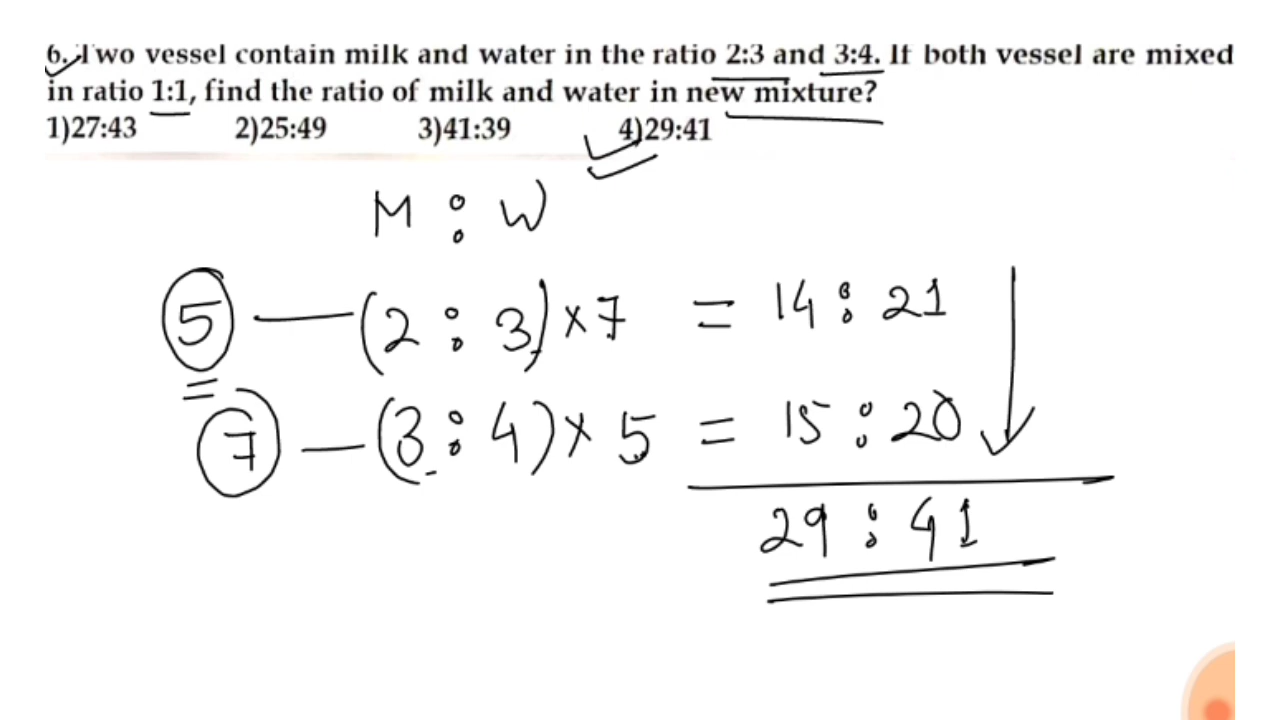 6. Two vessel contain milk and water in the ratio 2:3 and 3:4. If both vessel are mixed
in ratio 1:1, find the ratio of milk and water in new mixture?
1)27:43 2)25:49 3)41:39 4)29:41
M : W
5 — (2 : 3) × 7 = 14 : 21
=
7 — (3 : 4) × 5 = 15 : 20
29 : 41